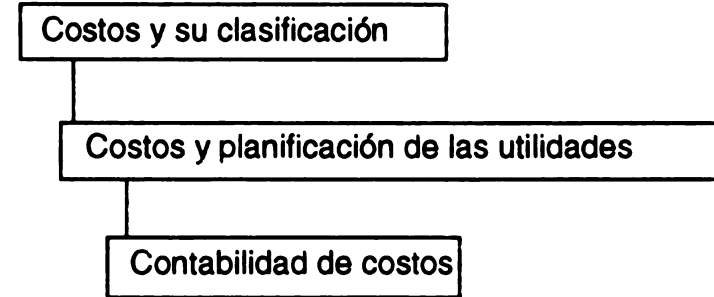 Costos y su clasificación
Costos y planificación de las utilidades
Contabilidad de costos